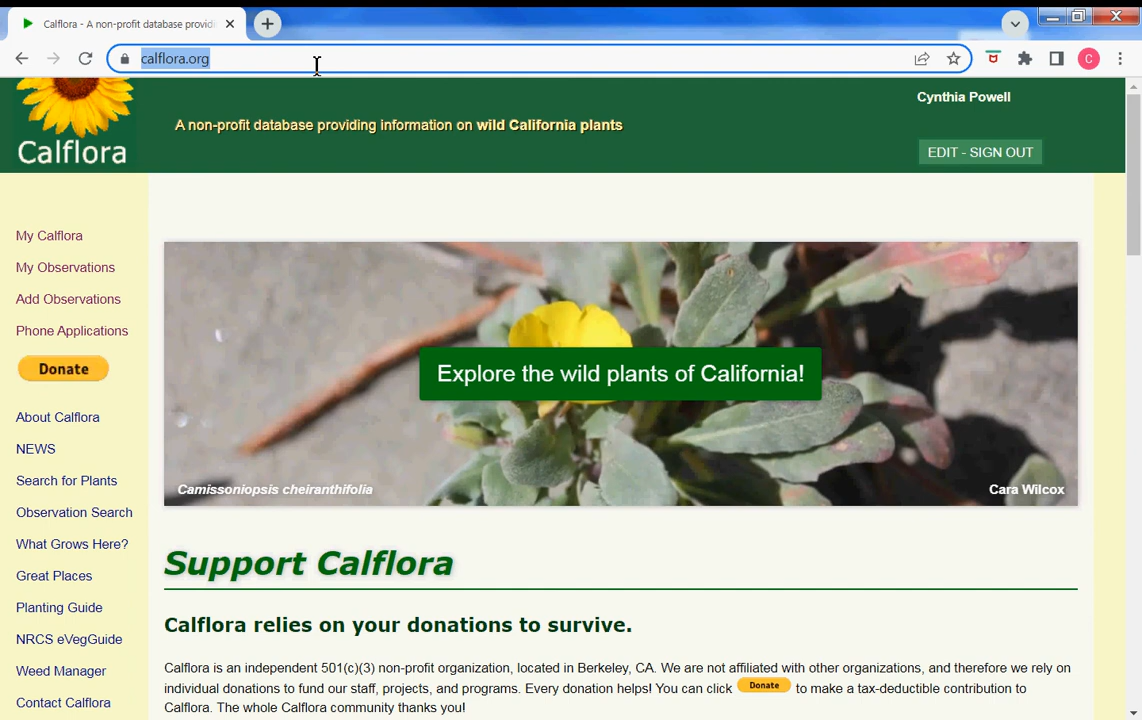 Calflora - A non-profit database provid
calflora.org
C
Calflora
A non-profit database providing information on wild California plants
Cynthia Powell
EDIT - SIGN OUT
My Calflora
My Observations
Add Observations
Phone Applications
Donate
About Calflora
NEWS
Search for Plants
Observation Search
What Grows Here?
Great Places
Planting Guide
NRCS eVegGuide
Weed Manager
Contact Calflora
Explore the wild plants of California!
Camissoniopsis cheiranthifolia
Cara Wilcox
Support Calflora
Calflora relies on your donations to survive.
Calflora is an independent 501(c)(3) non-profit organization, located in Berkeley, CA. We are not affiliated with other organizations, and therefore we rely on
individual donations to fund our staff, projects, and programs. Every donation helps! You can click Donate to make a tax-deductible contribution to
Calflora. The whole Calflora community thanks you!